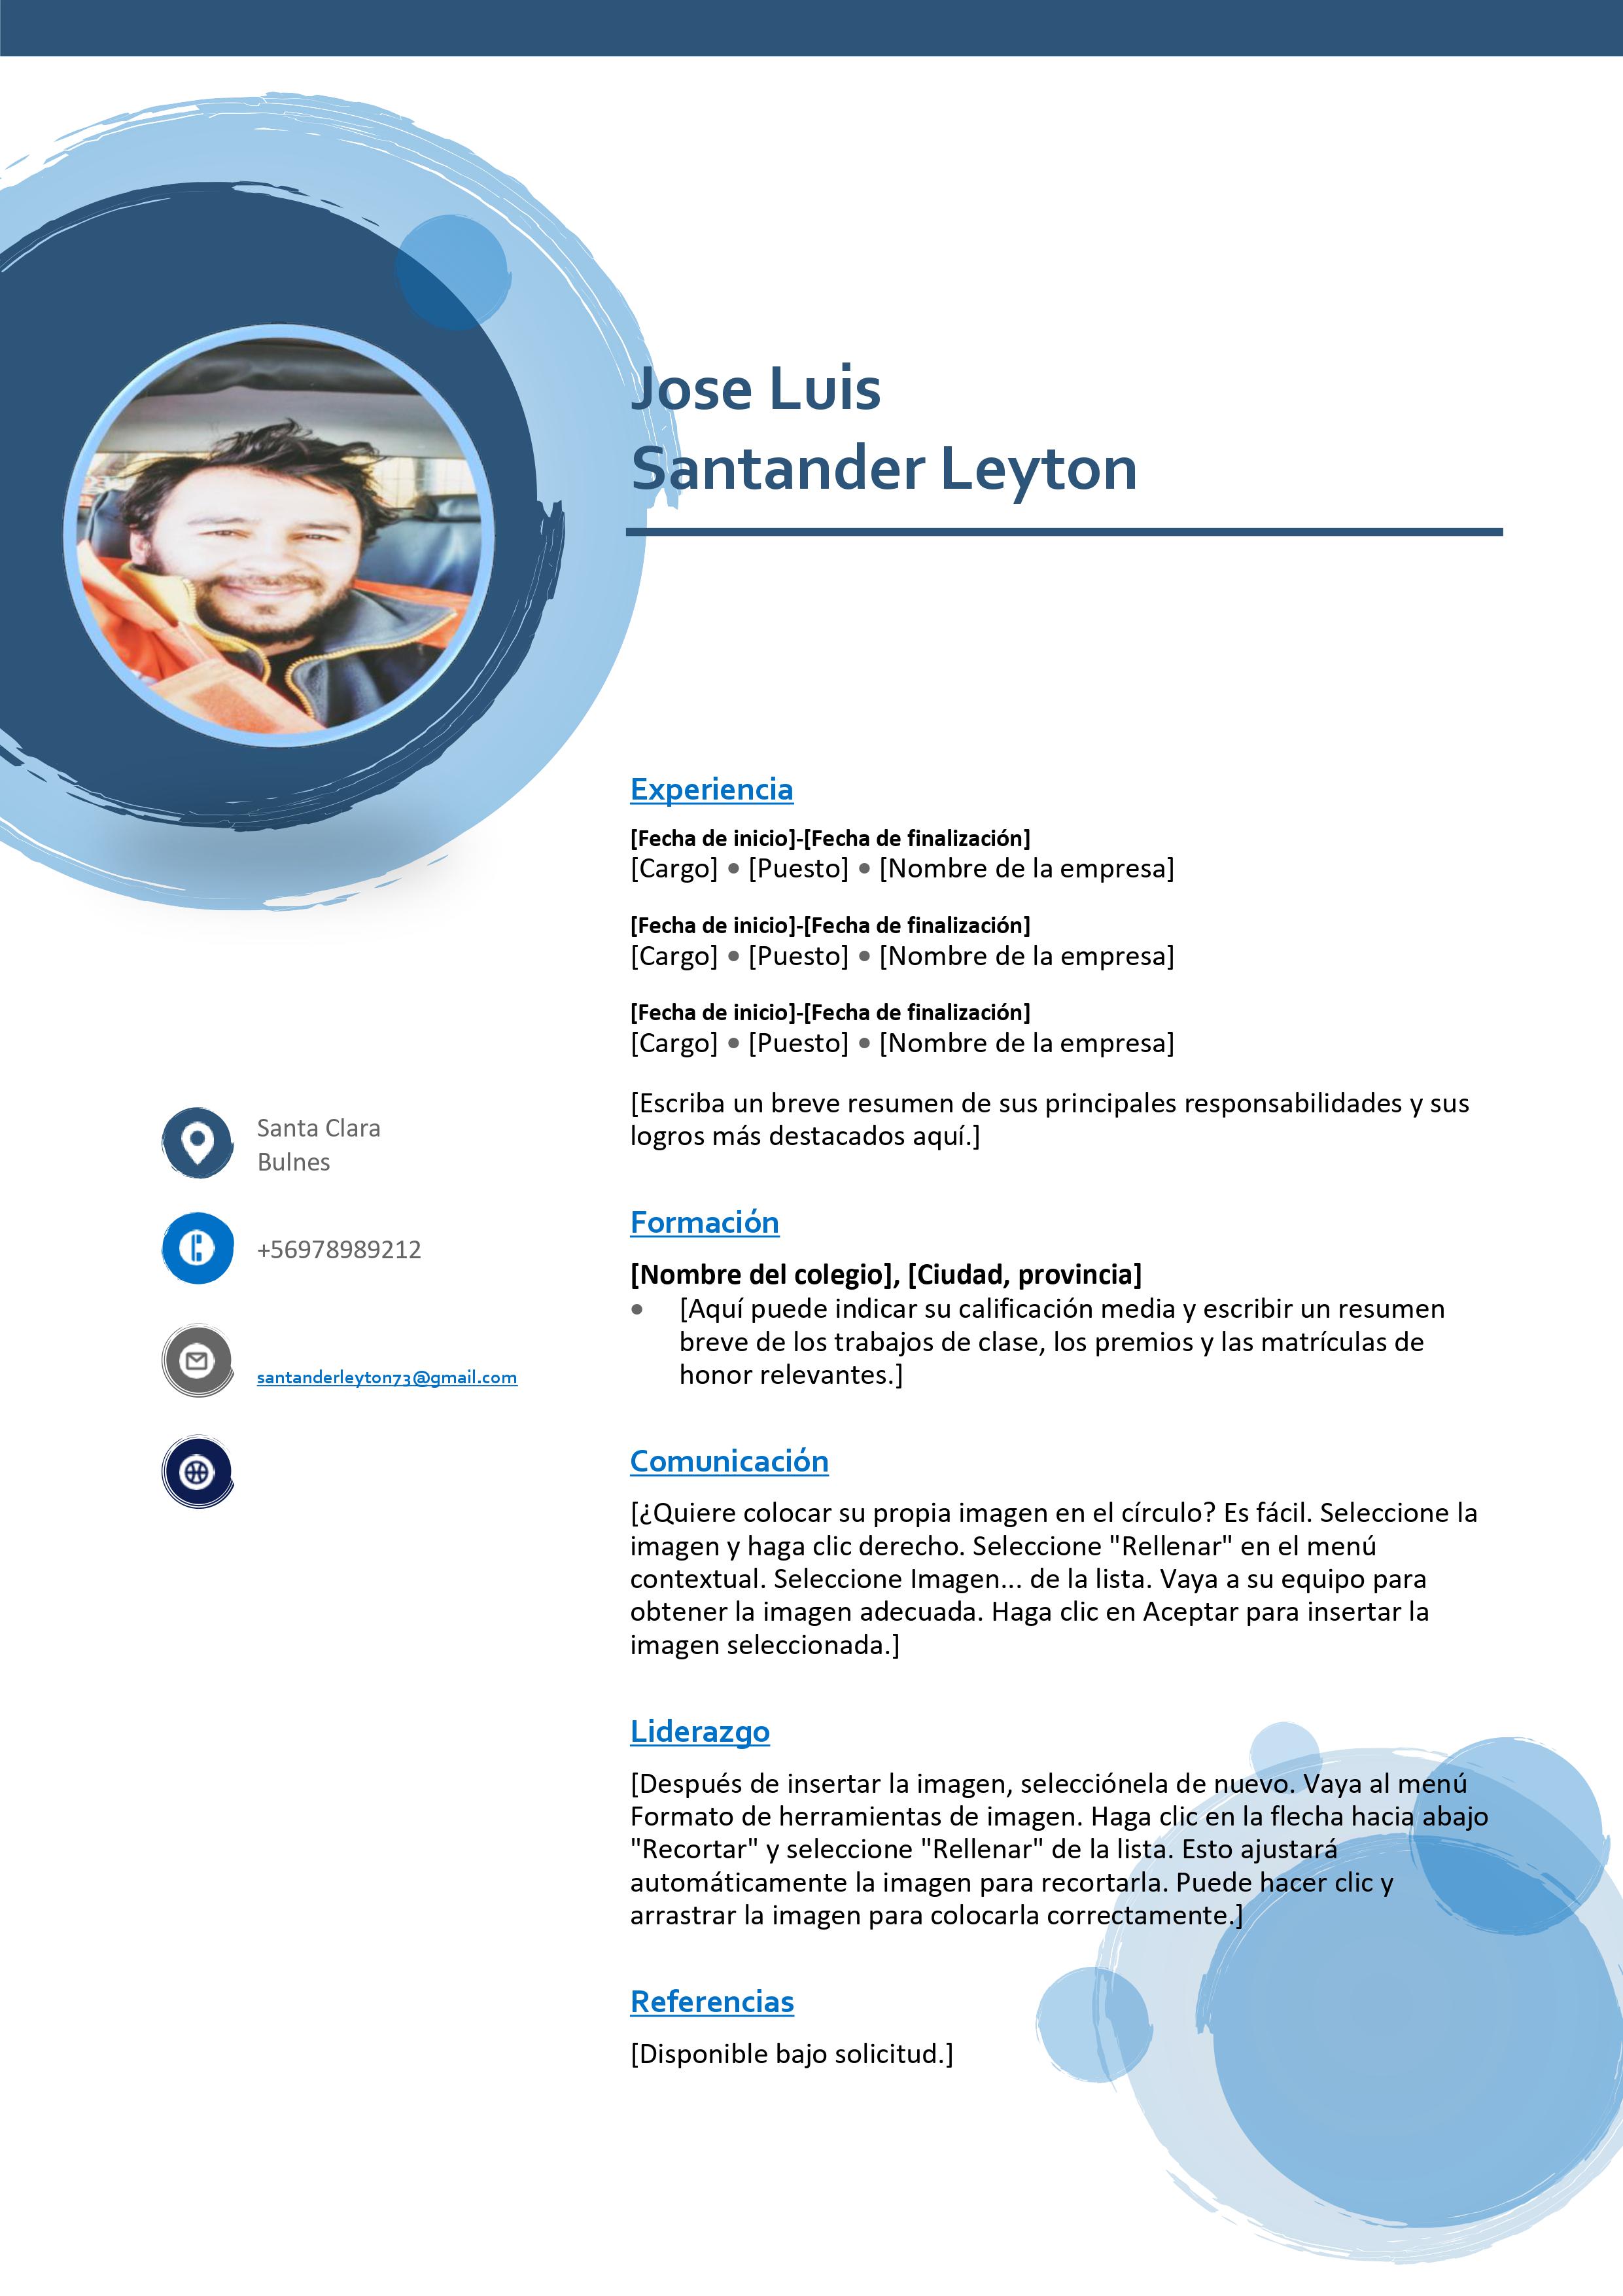 Jose Luis
Santander Leyton
Santa Clara
Bulnes
+56978989212
santanderleyton73@gmail.com
Experiencia
[Fecha de inicio]-[Fecha de finalización]
[Cargo] • [Puesto] • [Nombre de la empresa]
[Fecha de inicio]-[Fecha de finalización]
[Cargo] • [Puesto] • [Nombre de la empresa]
[Fecha de inicio]-[Fecha de finalización]
[Cargo] • [Puesto] • [Nombre de la empresa]
[Escriba un breve resumen de sus principales responsabilidades y sus
logros más destacados aquí.]
Formación
[Nombre del colegio], [Ciudad, provincia]
• [Aquí puede indicar su calificación media y escribir un resumen
breve de los trabajos de clase, los premios y las matrículas de
honor relevantes.]
Comunicación
[¿Quiere colocar su propia imagen en el círculo? Es fácil. Seleccione la
imagen y haga clic derecho. Seleccione "Rellenar" en el menú
contextual. Seleccione Imagen... de la lista. Vaya a su equipo para
obtener la imagen adecuada. Haga clic en Aceptar para insertar la
imagen seleccionada.]
Liderazgo
[Después de insertar la imagen, selecciónela de nuevo. Vaya al menú
Formato de herramientas de imagen. Haga clic en la flecha hacia abajo
"Recortar" y seleccione "Rellenar" de la lista. Esto ajustará
automáticamente la imagen para recortarla. Puede hacer clic y
arrastrar la imagen para colocarla correctamente.]
Referencias
[Disponible bajo solicitud.]